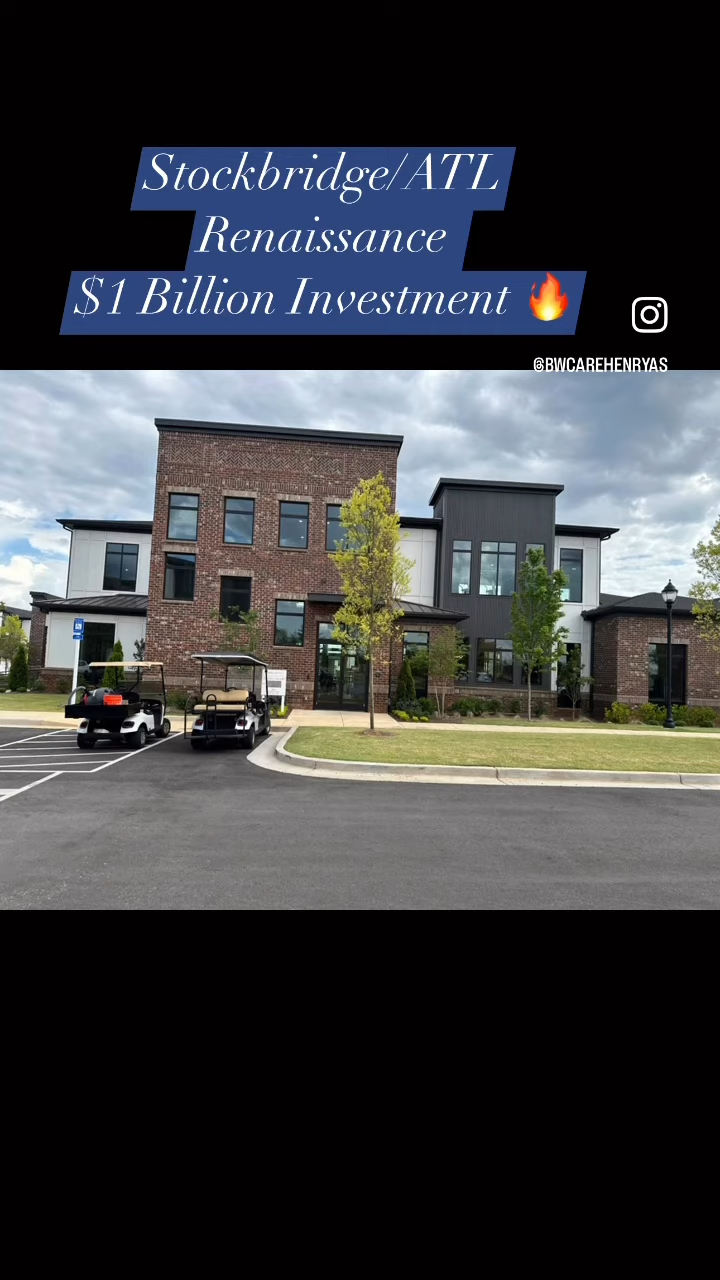 Stockbridge/ATL
Renaissance
$1 Billion Investment 🔥
@BWCAREHENRYAS